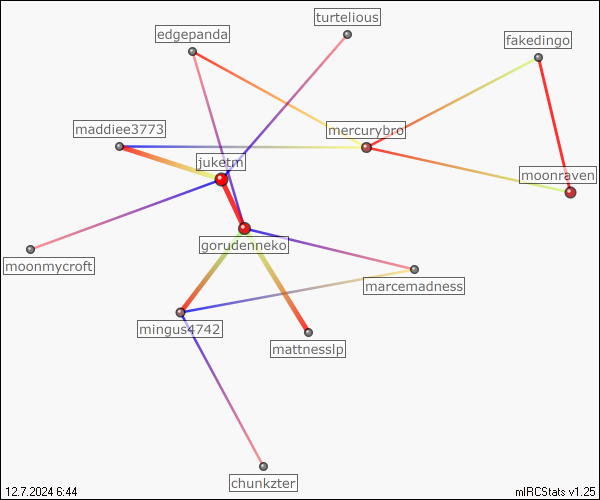 turtelious
edgepanda
fakedingo
maddiee3773
mercurybro
juketm
moonraven
gorudenneko
moonmycroft
marcemadness
mingus4742
mattnesslp
chunkzter
12.7.2024 6:44
mIRCStats v1.25